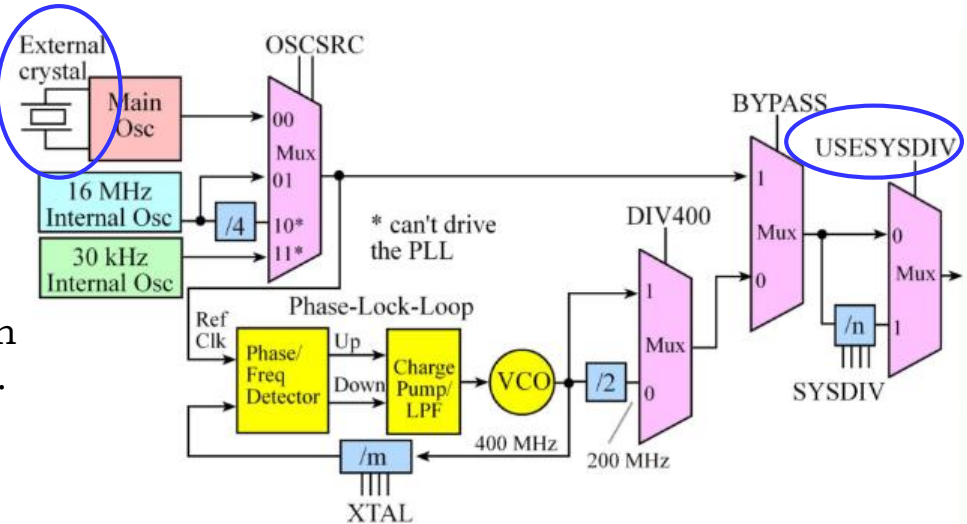 External
crystal
OSCSRC
Main
Osc
00
Mux
01
10*
11*
16 MHz
Internal Osc
/4
30 kHz
Internal Osc
* can't drive
the PLL
BYPASS
1
Mux
0
USESYSDIV
0
Mux
1
/n
SYSDIV
DIV400
1
Mux
0
/2
200 MHz
Phase-Lock-Loop
Ref
Clk
Phase/
Freq
Detector
Up
Down
Charge
Pump/
LPF
VCO
400 MHz
/m
XTAL
n
.